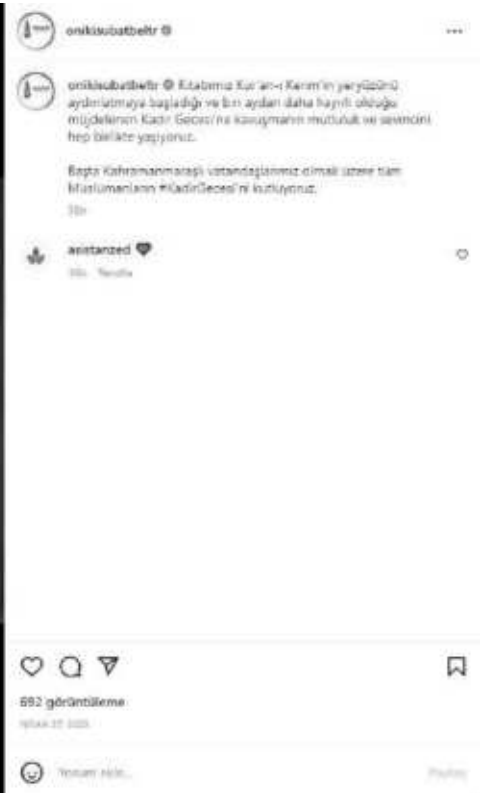 onikisubatbeltr
onikisubatbeltr Kitabımız Kur'an-ı Kerim'in yeryüzünü
aydınlatmaya başladığı ve bin aydan daha hayırlı olduğu
müjdelenen Kadir Gecesi'ne kavuşmanın mutluluk ve sevincini
hep birlikte yaşıyoruz.
Başta Kahramanmaraşlı vatandaşlarımız olmak üzere tüm
Müslümanların #KadirGecesi'ni kutluyoruz.
asistanzed
Yanıtla
692 görüntüleme
Yorum ekle...
Paylaş